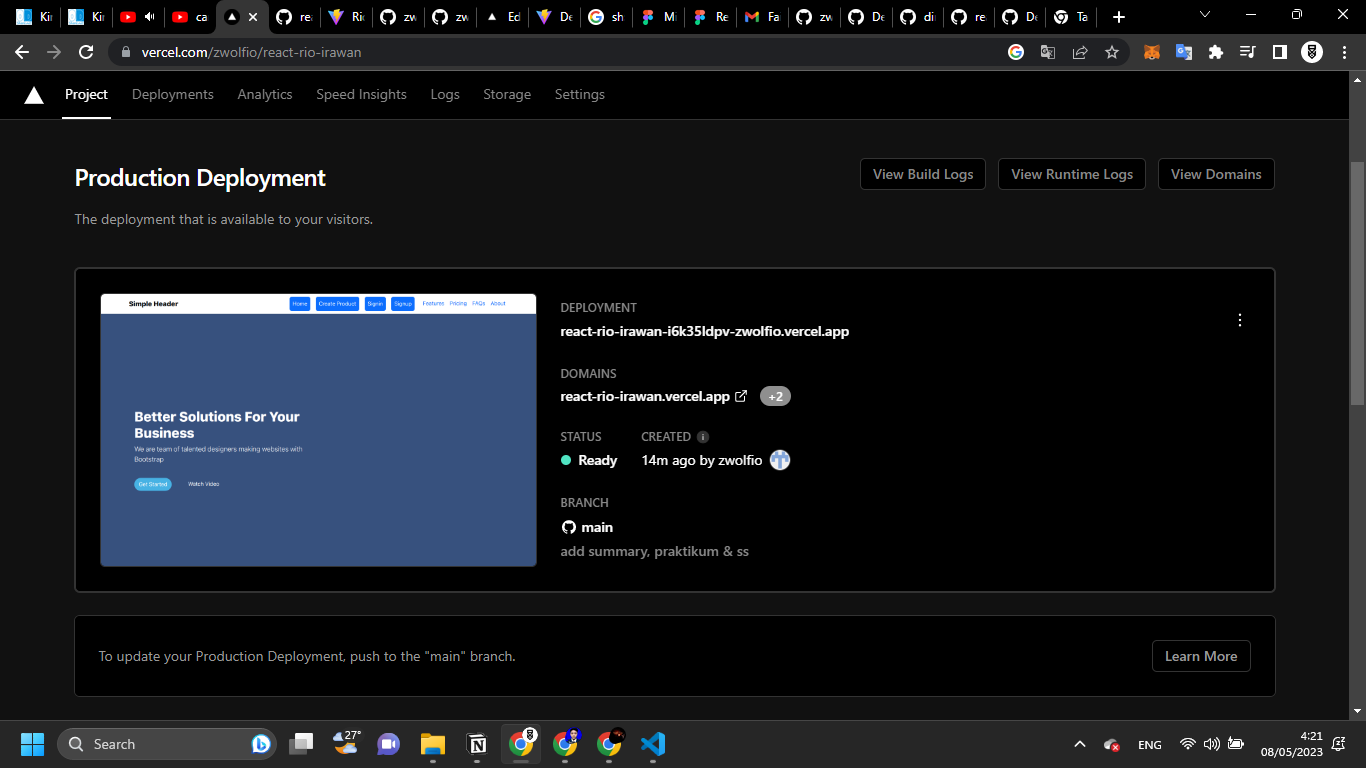 Kir
Kir
ca
rea
Ric
zw
zw
Ed
De
sh
Mi
Re
Fa
zw
De
di
re
De
Ta
vercel.com/zwolfio/react-rio-irawan
Project Deployments Analytics Speed Insights Logs Storage Settings
Production Deployment
View Build Logs View Runtime Logs View Domains
The deployment that is available to your visitors.
Simple Header Home Create Product Signin Signup Features Pricing FAQs About
Better Solutions For Your
Business
We are team of talented designers making websites with
Bootstrap
Get Started Watch Video
DEPLOYMENT
react-rio-irawan-i6k35ldpv-zwolfio.vercel.app
DOMAINS
react-rio-irawan.vercel.app +2
STATUS CREATED
Ready 14m ago by zwolfio
BRANCH
main
add summary, praktikum & ss
To update your Production Deployment, push to the "main" branch.
Learn More
Search
27°
ENG
4:21
08/05/2023